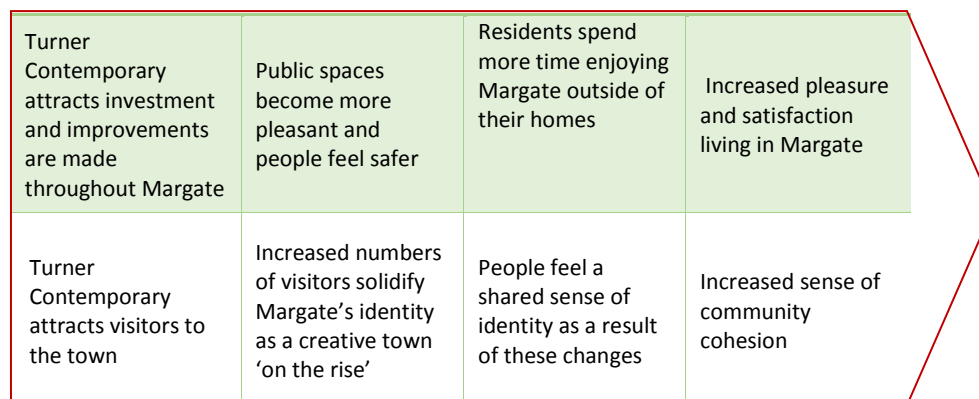 Turner
Contemporary
attracts investment
and improvements
are made
throughout Margate
Public spaces
become more
pleasant and
people feel safer
Residents spend
more time enjoying
Margate outside of
their homes
Increased pleasure
and satisfaction
living in Margate
Turner
Contemporary
attracts visitors to
the town
Increased numbers
of visitors solidify
Margate’s identity
as a creative town
‘on the rise’
People feel a
shared sense of
identity as a result
of these changes
Increased sense of
community
cohesion